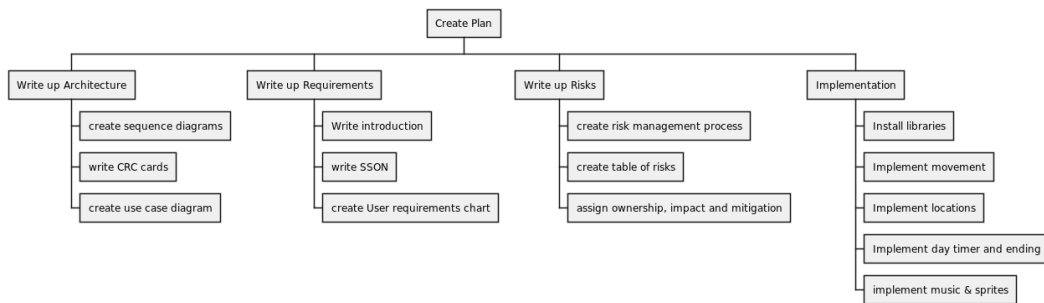 Create Plan
Write up Architecture
create sequence diagrams
write CRC cards
create use case diagram
Write up Requirements
Write introduction
write SSON
create User requirements chart
Write up Risks
create risk management process
create table of risks
assign ownership, impact and mitigation
Implementation
Install libraries
Implement movement
Implement locations
Implement day timer and ending
implement music & sprites